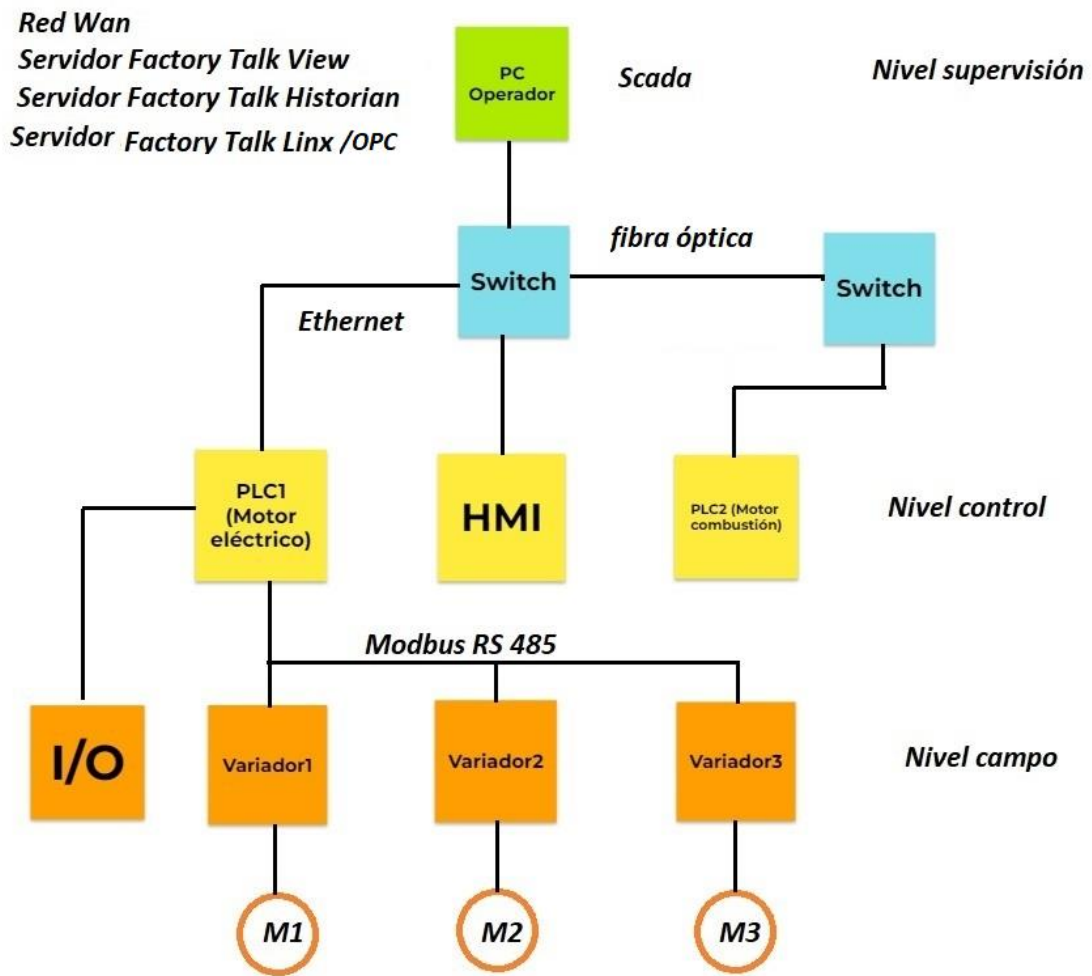 Red Wan
Servidor Factory Talk View
Servidor Factory Talk Historian
Servidor Factory Talk Linx /OPC
PC
Operador
Scada
Nivel supervisión
Switch
fibra óptica
Switch
Ethernet
PLC1
(Motor
eléctrico)
HMI
PLC2 (Motor
combustión)
Nivel control
Modbus RS 485
I/O
Variador1
Variador2
Variador3
Nivel campo
M1
M2
M3